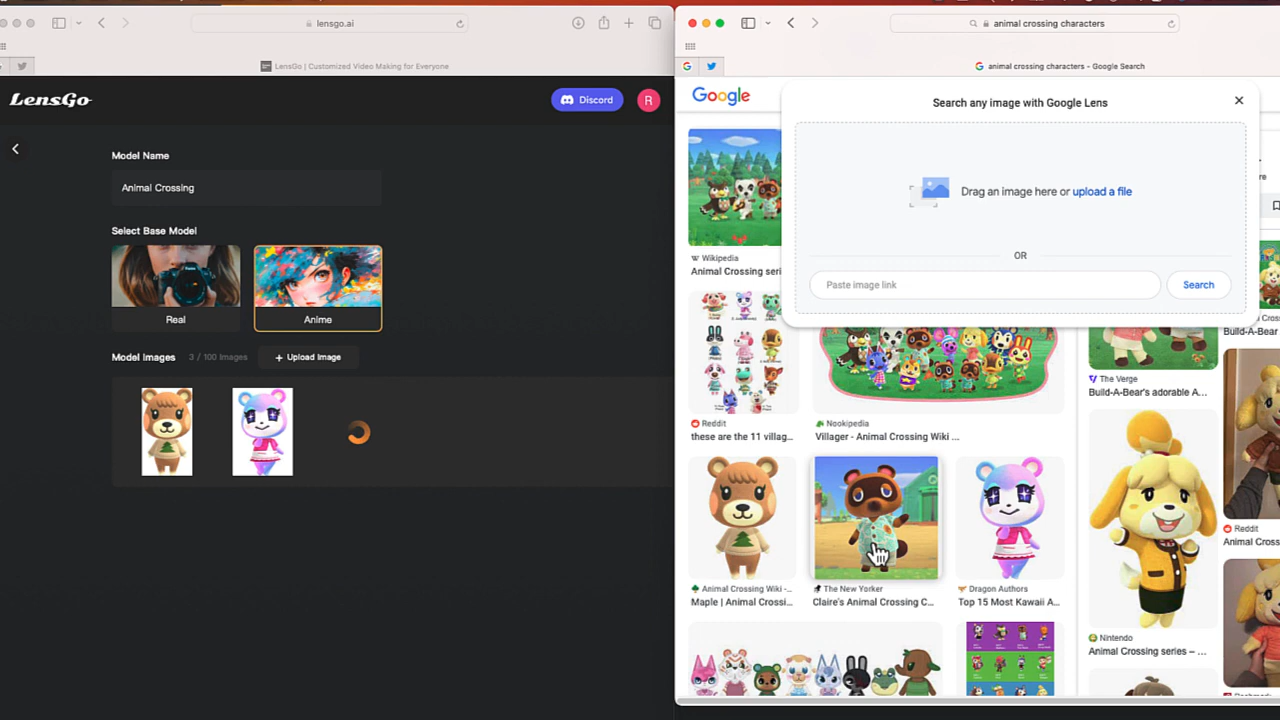 lensgo.ai
LensGo | Customized Video Making for Everyone
LensGo
Discord
R
Model Name
Animal Crossing
Select Base Model
Real
Anime
Model Images
3 / 100 Images
+ Upload Image
animal crossing characters
G
G animal crossing characters - Google Search
Google
Search any image with Google Lens
Drag an image here or upload a file
OR
Paste image link
Search
W Wikipedia
Animal Crossing seri
Reddit
these are the 11 villag...
Nookipedia
Villager - Animal Crossing Wiki ...
The Verge
Build-A-Bear's adorable A...
Build-A-Bear
Animal Crossing Wiki -...
Maple | Animal Crossi...
The New Yorker
Claire's Animal Crossing C...
Dragon Authors
Top 15 Most Kawaii A...
Nintendo
Animal Crossing series – ...
Reddit
Animal Cross